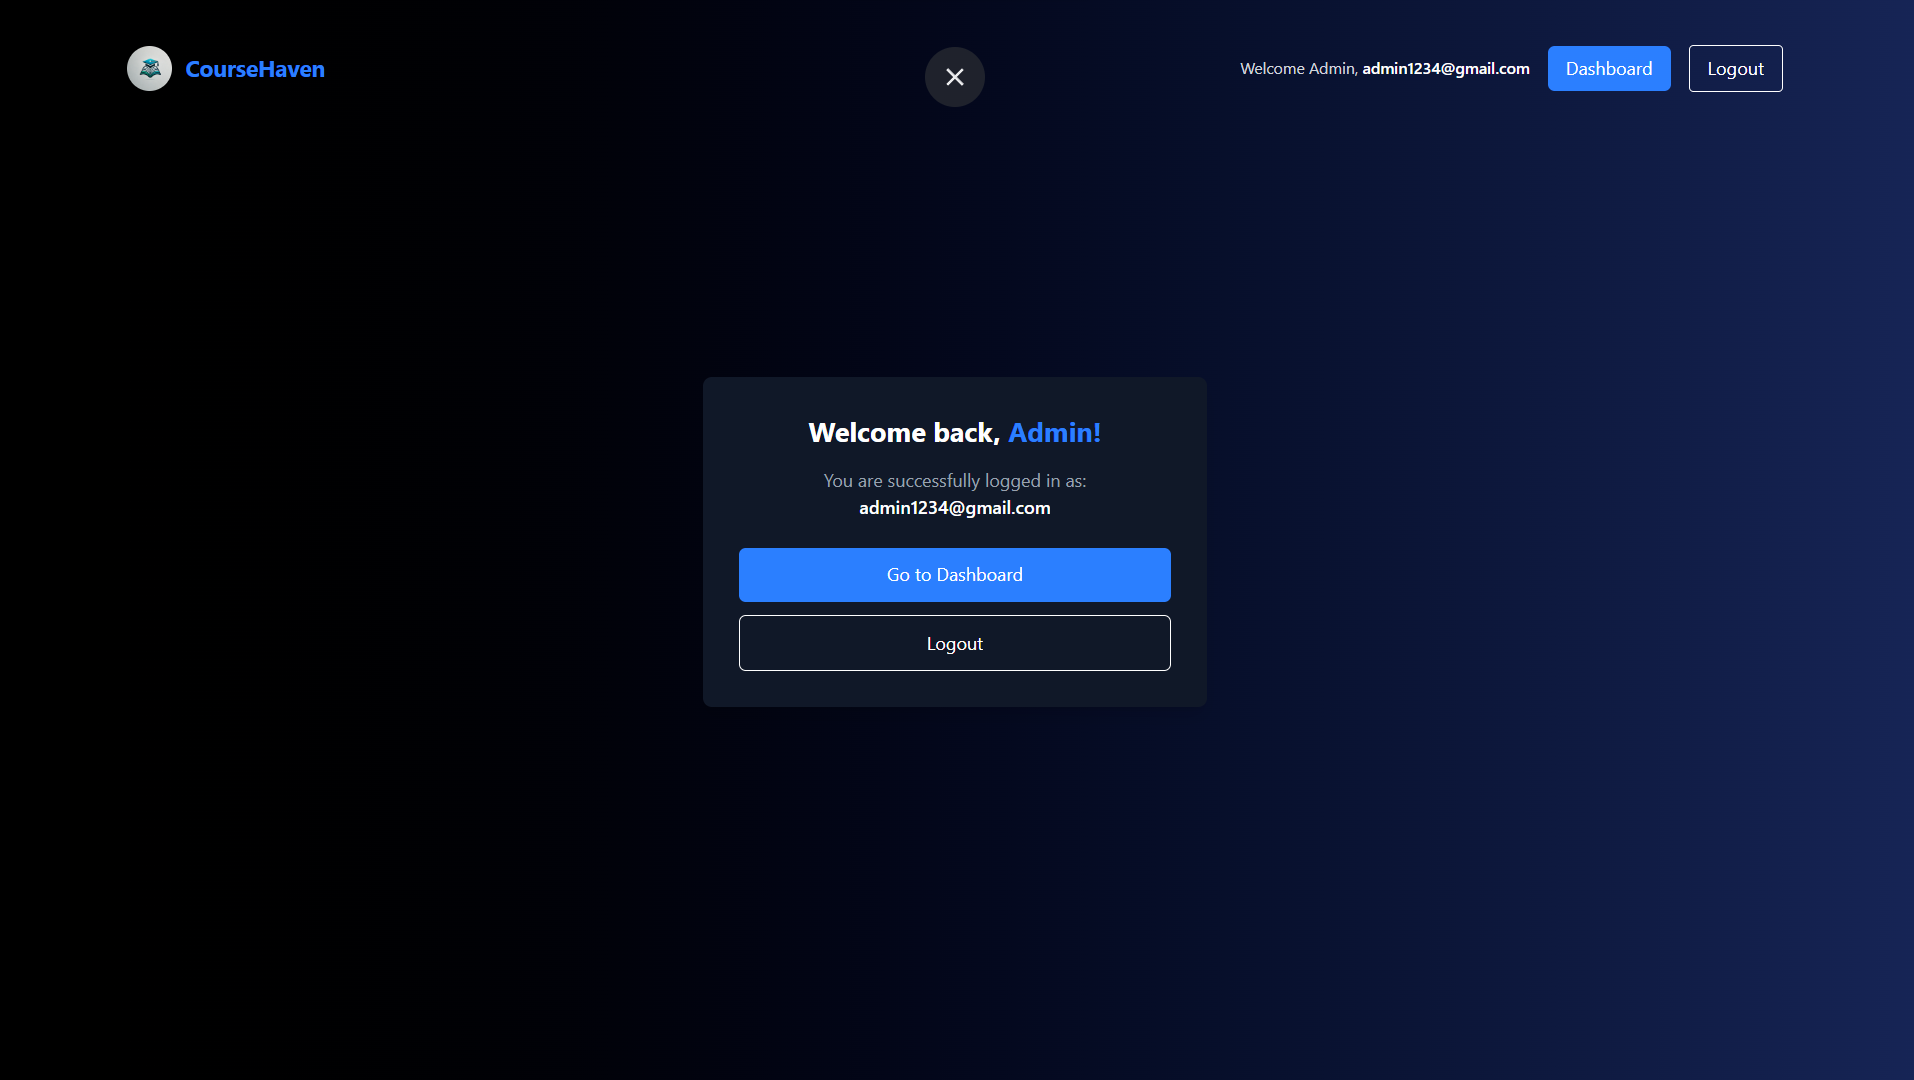 CourseHaven
Welcome Admin, admin1234@gmail.com
Dashboard
Logout
Welcome back, Admin!
You are successfully logged in as:
admin1234@gmail.com
Go to Dashboard
Logout